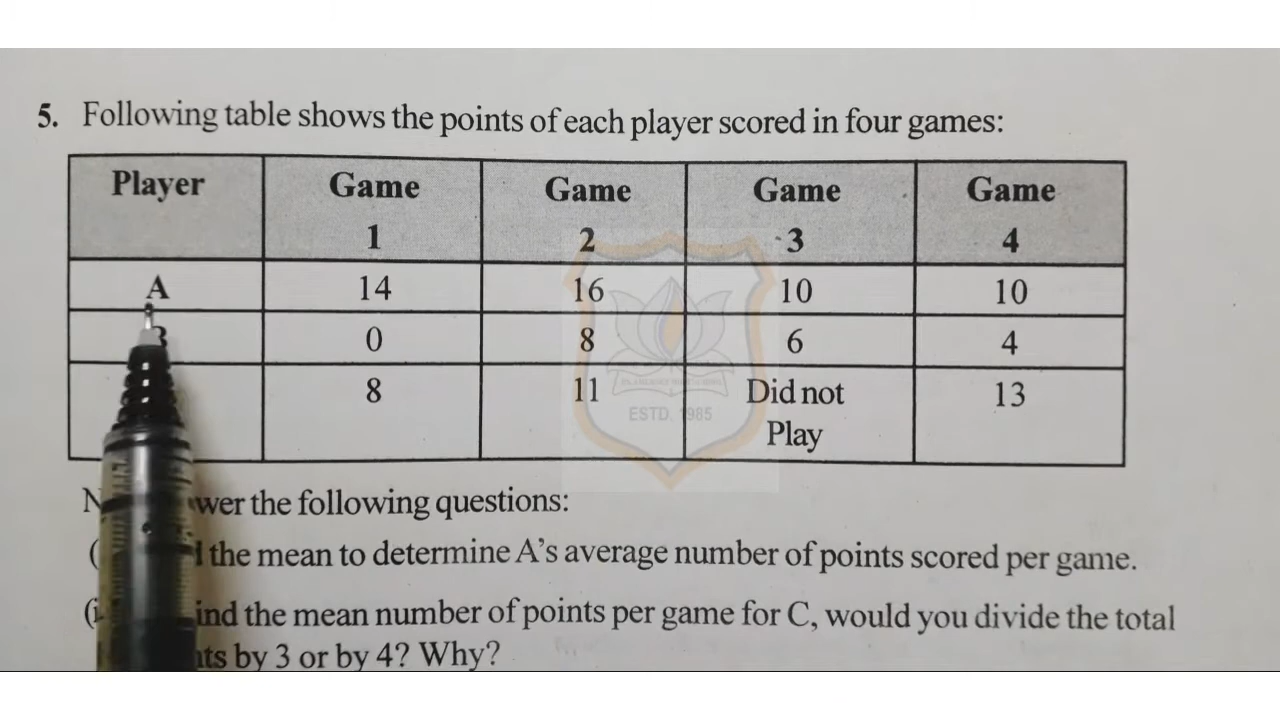 5. Following table shows the points of each player scored in four games:
Player Game 1 Game 2 Game 3 Game 4
A 14 16 10 10
0 8 6 4
8 11 Did not Play 13
ESTD. 1985
the following questions:
the mean to determine A's average number of points scored per game.
the mean number of points per game for C, would you divide the total
by 3 or by 4? Why?